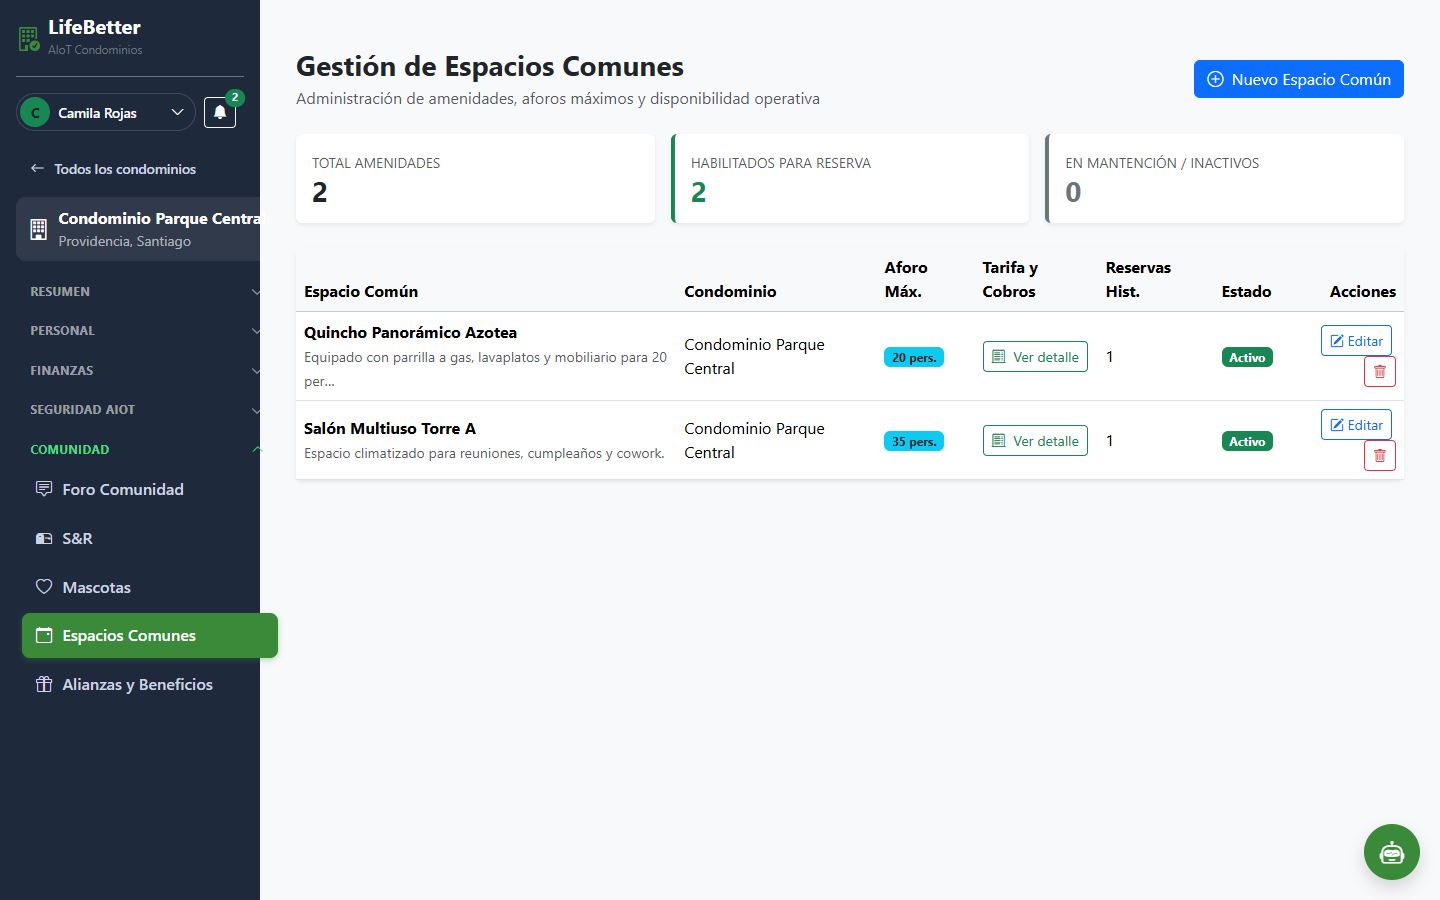 LifeBetter
AIoT Condominios
C
Camila Rojas
2
Todos los condominios
Condominio Parque Centra
Providencia, Santiago
RESUMEN
PERSONAL
FINANZAS
SEGURIDAD AIOT
COMUNIDAD
Foro Comunidad
S&R
Mascotas
Espacios Comunes
Alianzas y Beneficios
Gestión de Espacios Comunes
Administración de amenidades, aforos máximos y disponibilidad operativa
Nuevo Espacio Común
TOTAL AMENIDADES
2
HABILITADOS PARA RESERVA
2
EN MANTENCIÓN / INACTIVOS
0
Espacio Común
Condominio
Aforo
Máx.
Tarifa y
Cobros
Reservas
Hist.
Estado
Acciones
Quincho Panorámico Azotea
Equipado con parrilla a gas, lavaplatos y mobiliario para 20
per...
Condominio Parque
Central
20 pers.
Ver detalle
1
Activo
Editar
Salón Multiuso Torre A
Espacio climatizado para reuniones, cumpleaños y cowork.
Condominio Parque
Central
35 pers.
Ver detalle
1
Activo
Editar